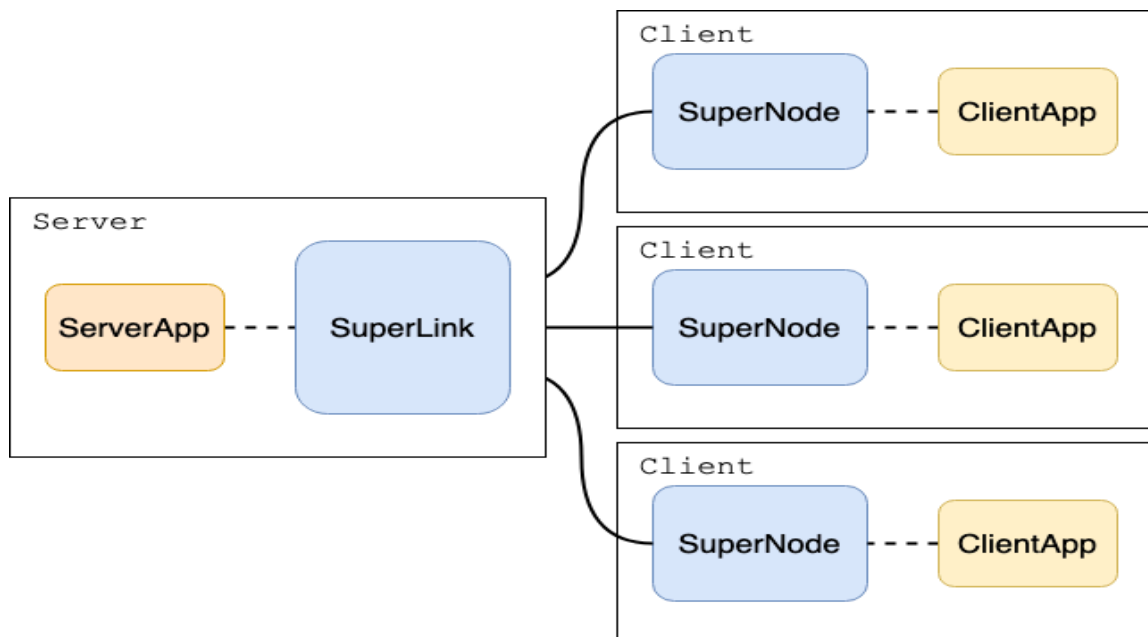 Client
SuperNode
ClientApp
Server
ServerApp
SuperLink
Client
SuperNode
ClientApp
Client
SuperNode
ClientApp